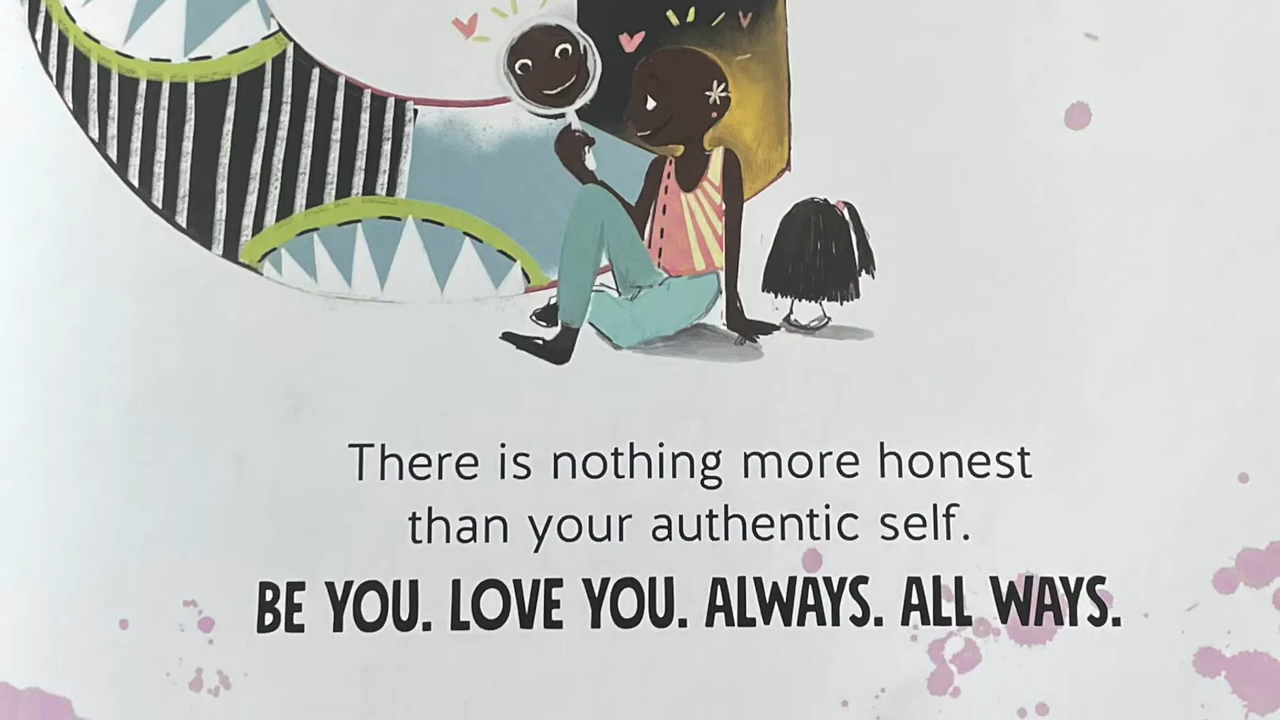 There is nothing more honest
than your authentic self.
BE YOU. LOVE YOU. ALWAYS. ALL WAYS.